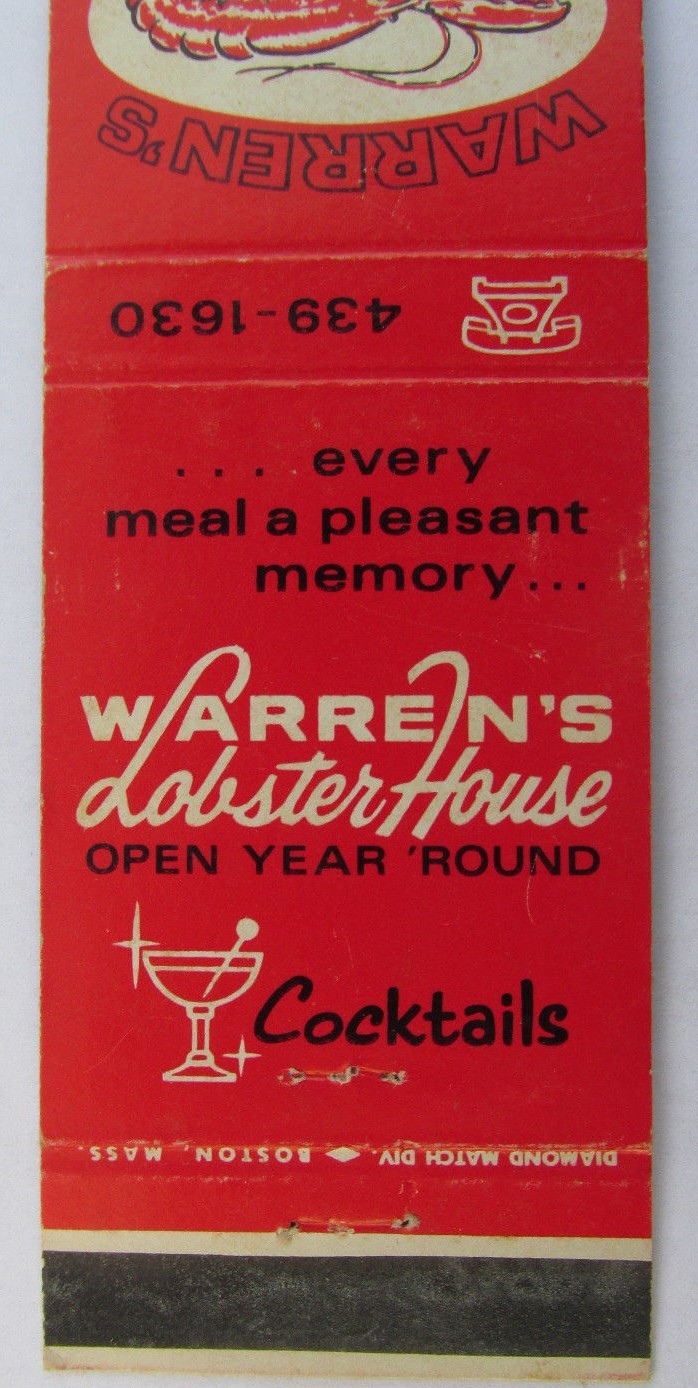 WARREN'S
439-1630
... every
meal a pleasant
memory...
WARREN'S
Lobster House
OPEN YEAR 'ROUND
Cocktails
DIAMOND MATCH DIV. BOSTON, MASS.